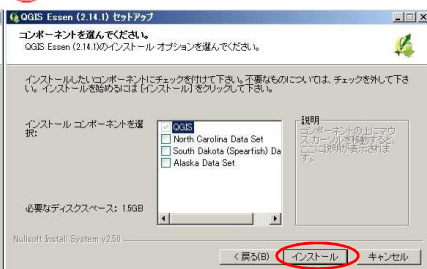 QGIS Essen (2.14.1) セットアップ
コンポーネントを選んでください。
QGIS Essen (2.14.1)のインストール オプションを選んでください。
インストールしたいコンポーネントにチェックを付けて下さい。不要なものについては、チェックを外して下さ
い。インストールを始めるには [インストール] をクリックして下さい。
インストール コンポーネントを選
択:
QGIS
North Carolina Data Set
South Dakota (Spearfish) Da
Alaska Data Set
説明
コンポーネントの上にマウ
ス カーソルを移動すると、
ここに説明が表示されま
す。
必要なディスクスペース: 1.5GB
Nullsoft Install System v2.50
< 戻る(B)
インストール
キャンセル